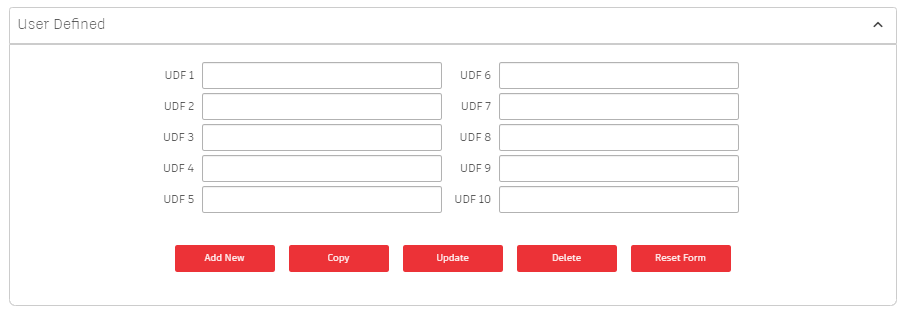 User Defined
UDF 1
UDF 6
UDF 2
UDF 7
UDF 3
UDF 8
UDF 4
UDF 9
UDF 5
UDF 10
Add New
Copy
Update
Delete
Reset Form